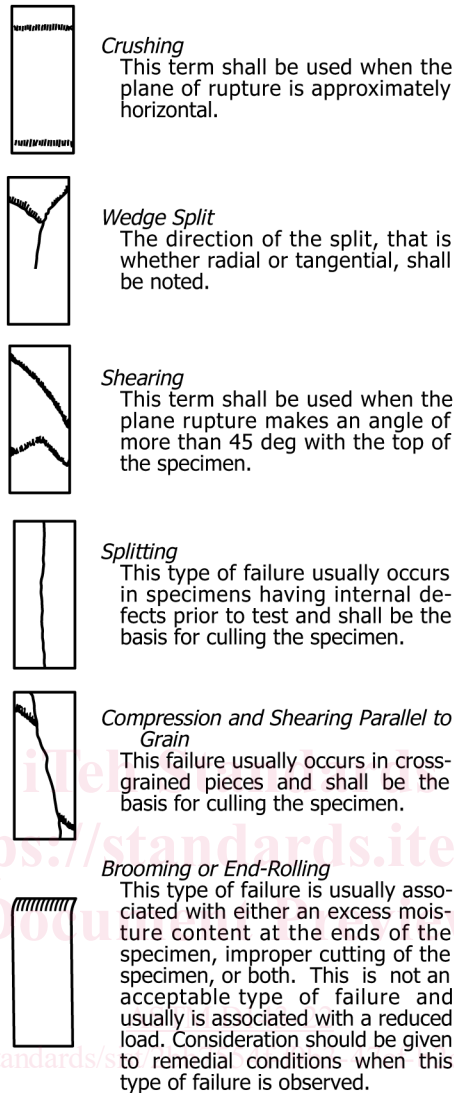 Crushing
This term shall be used when the
plane of rupture is approximately
horizontal.
Wedge Split
The direction of the split, that is
whether radial or tangential, shall
be noted.
Shearing
This term shall be used when the
plane rupture makes an angle of
more than 45 deg with the top of
the specimen.
Splitting
This type of failure usually occurs
in specimens having internal de-
fects prior to test and shall be the
basis for culling the specimen.
Compression and Shearing Parallel to
Grain
This failure usually occurs in cross-
grained pieces and shall be the
basis for culling the specimen.
iTeh Standards
ps://standards.ite
Document Preview
Brooming or End-Rolling
This type of failure is usually asso-
ciated with either an excess mois-
ture content at the ends of the
specimen, improper cutting of the
specimen, or both. This is not an
acceptable type of failure and
usually is associated with a reduced
load. Consideration should be given
to remedial conditions when this
type of failure is observed.